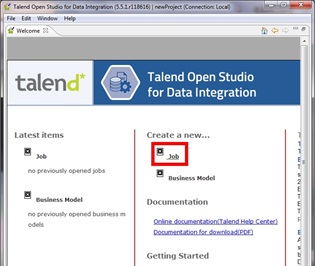 Talend Open Studio for Data Integration (5.5.1.r118616) | newProject (Connection: Local)
File Edit Window Help
Welcome
talend*
Talend Open Studio
for Data Integration
Latest items
Job
no previously opened jobs
Business Model
no previously opened business m
odels
Create a new...
Job
Business Model
Documentation
Online documentation(Talend Help Center)
Documentation for download(PDF)
Getting Started